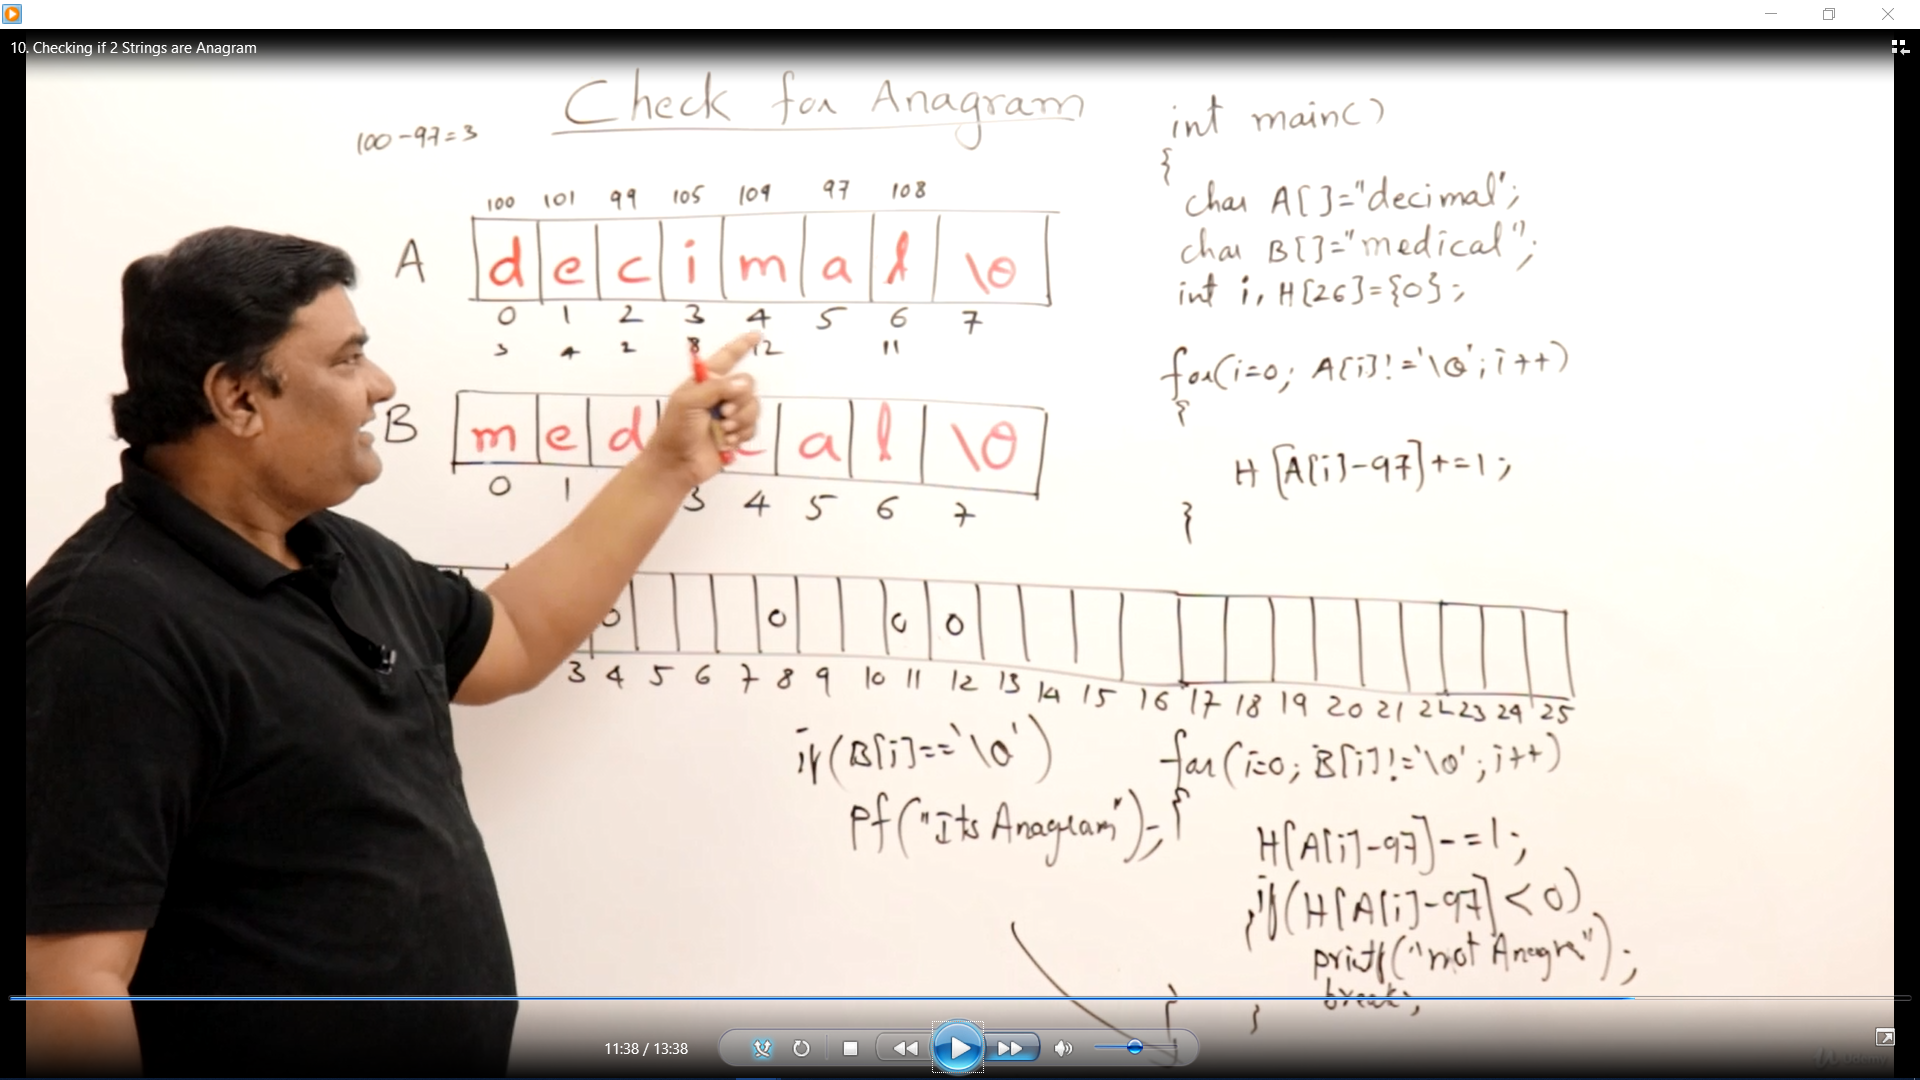 10. Checking if 2 Strings are Anagram
Check for Anagram
100-97=3
100 101 99 105 109 97 108
A d e c i m a l \0
0 1 2 3 4 5 6 7
3 4 2 8 12 11
B m e d a l \0
0 1 3 4 5 6 7
0 0 0 0
3 4 5 6 7 8 9 10 11 12 13 14 15 16 17 18 19 20 21 22 23 24 25
int main()
{
char A[]="decimal";
char B[]="medical";
int i, H[26]={0};
for(i=0; A[i]!='\0'; i++)
{
H[A[i]-97]+=1;
}
for(i=0; B[i]!='\0'; i++)
{
H[A[i]-97]-=1;
if(H[A[i]-97]<0)
{
printf("not Anagra");
break;
}
}
if(B[i]=='\0')
Pf("Its Anagram");
11:38 / 13:38
Udemy